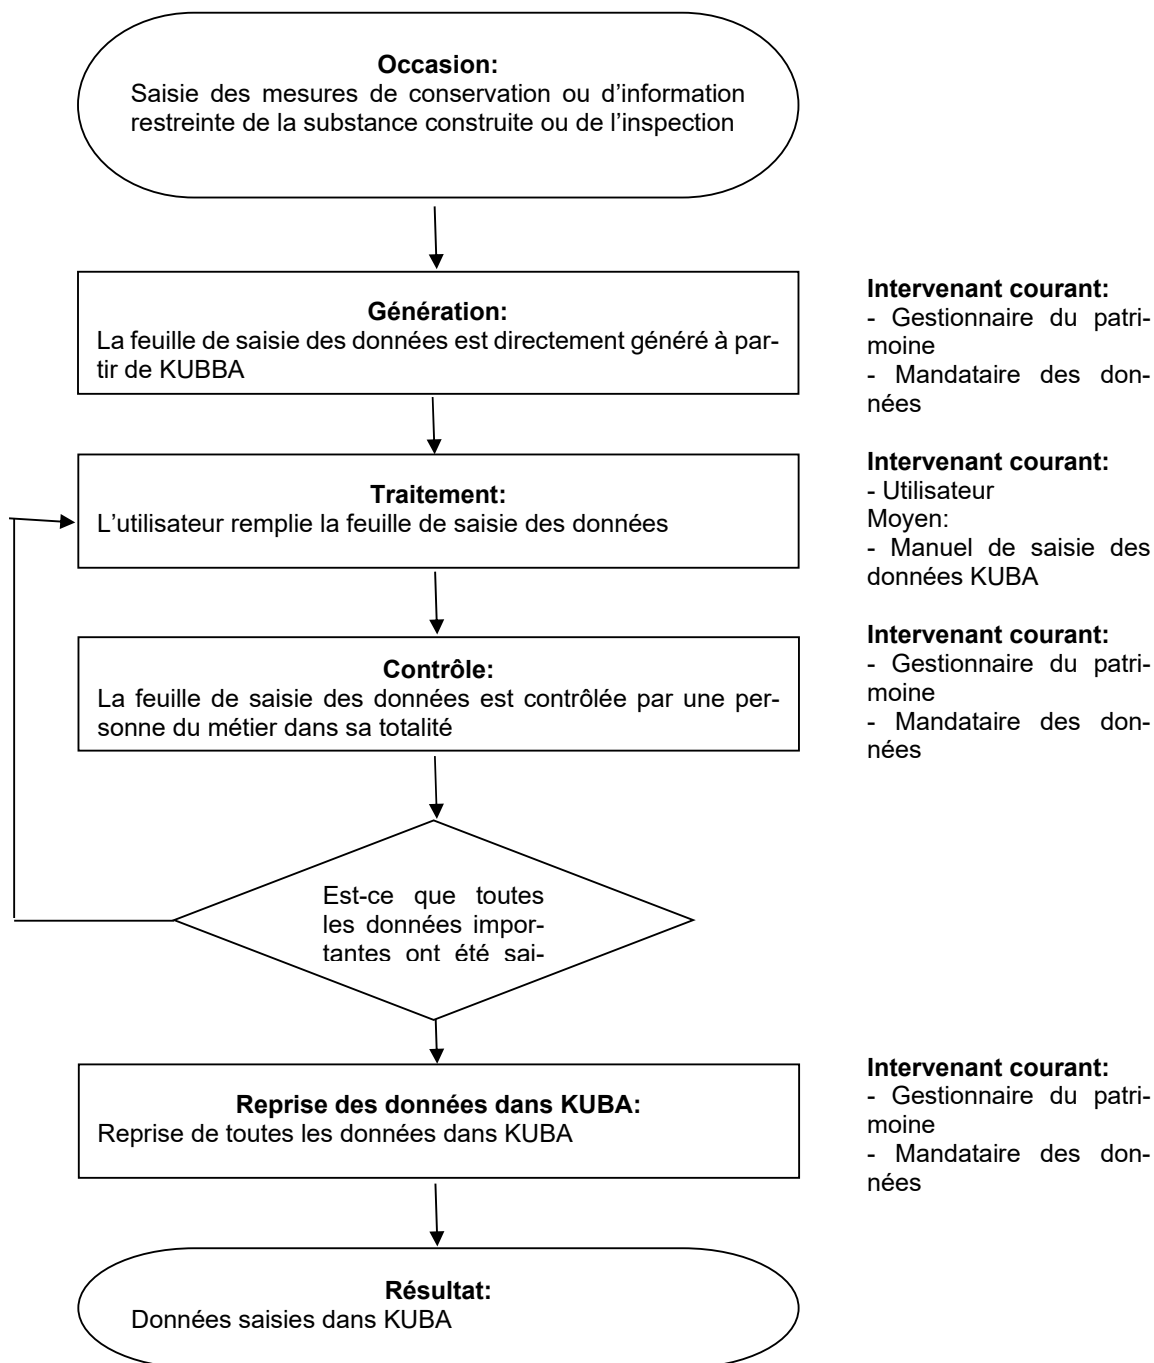 Occasion:
Saisie des mesures de conservation ou d'information
restreinte de la substance construite ou de l'inspection
Génération:
La feuille de saisie des données est directement généré à par-
tir de KUBBA
Intervenant courant:
- Gestionnaire du patri-
moine
- Mandataire des don-
nées
Traitement:
L'utilisateur remplie la feuille de saisie des données
Intervenant courant:
- Utilisateur
Moyen:
- Manuel de saisie des
données KUBA
Contrôle:
La feuille de saisie des données est contrôlée par une per-
sonne du métier dans sa totalité
Intervenant courant:
- Gestionnaire du patri-
moine
- Mandataire des don-
nées
Est-ce que toutes
les données impor-
tantes ont été sai-
Reprise des données dans KUBA:
Reprise de toutes les données dans KUBA
Intervenant courant:
- Gestionnaire du patri-
moine
- Mandataire des don-
nées
Résultat:
Données saisies dans KUBA